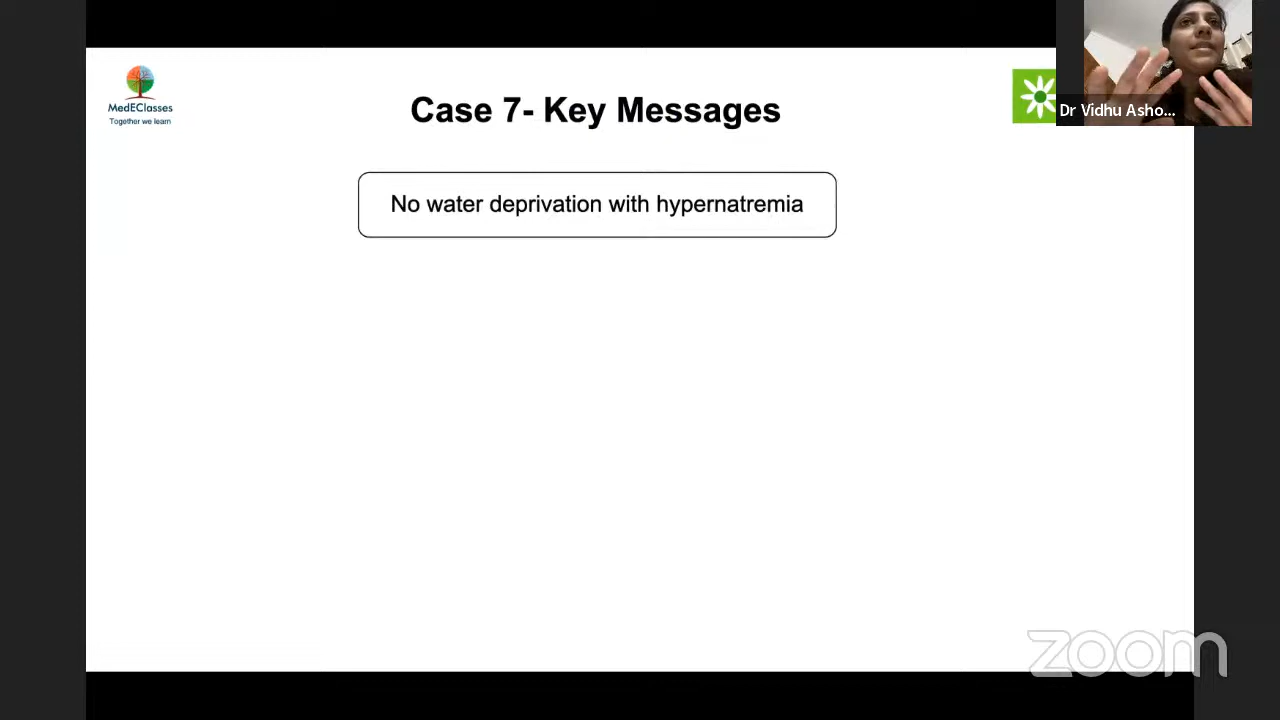 MedEClasses
Together we learn
Case 7- Key Messages
Dr Vidhu Asho...
No water deprivation with hypernatremia
zoom